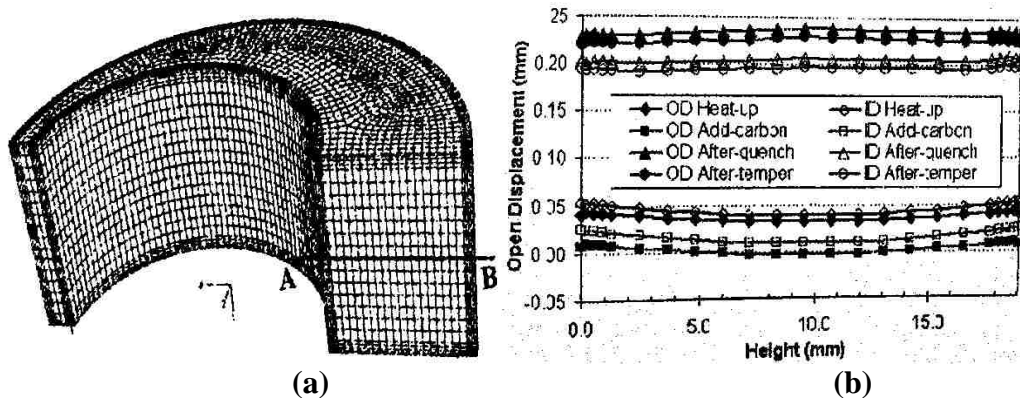 A
B
(a)
Open Displacement (mm)
0.25
0.20
0.15
0.10
0.05
0.00
-0.05
OD Heat-up
ID Heat-up
OD Add-carbon
ID Add-carbon
OD After-quench
ID After-quench
OD After-temper
ID After-temper
0.0
5.0
10.0
15.0
Height (mm)
(b)